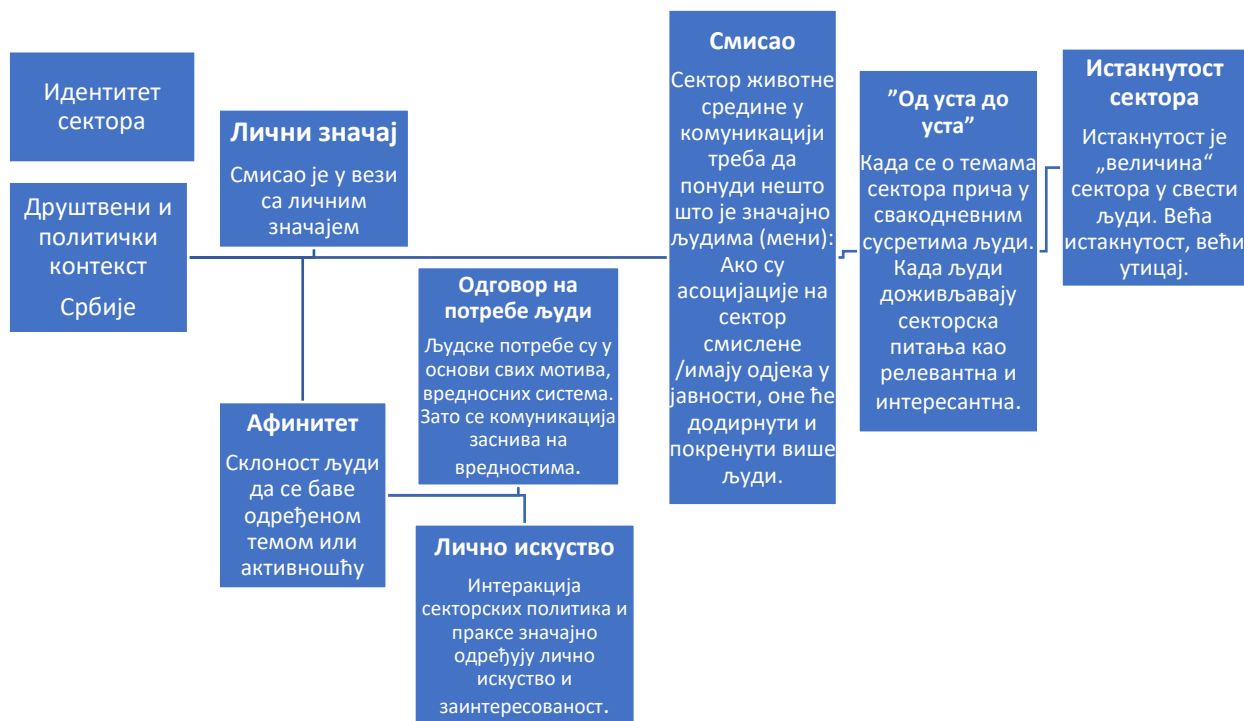 Идентитет
сектора
Друштвени и
политички
контекст
Србије
Лични значај
Смисао је у вези
са личним
значајем
Афинитет
Склоност људи
да се баве
одређеном
темом или
активношћу
Одговор на
потребе људи
Људске потребе су у
основи свих мотива,
вредносних система.
Зато се комуникација
заснива на
вредностима.
Лично искуство
Интеракција
секторских политика и
праксе значајно
одређују лично
искуство и
заинтересованост.
Смисао
Сектор животне
средине у
комуникацији
треба да
понуди нешто
што је значајно
људима (мени):
Ако су
асоцијације на
сектор
смислене
/имају одјека у
јавности, оне ће
додирнути и
покренути више
људи.
”Од уста до
уста”
Када се о темама
сектора прича у
свакодневним
сусретима људи.
Када људи
доживљавају
секторска
питања као
релевантна и
интересантна.
Истакнутост
сектора
Истакнутост је
„величина“
сектора у свести
људи. Већа
истакнутост, већи
утицај.